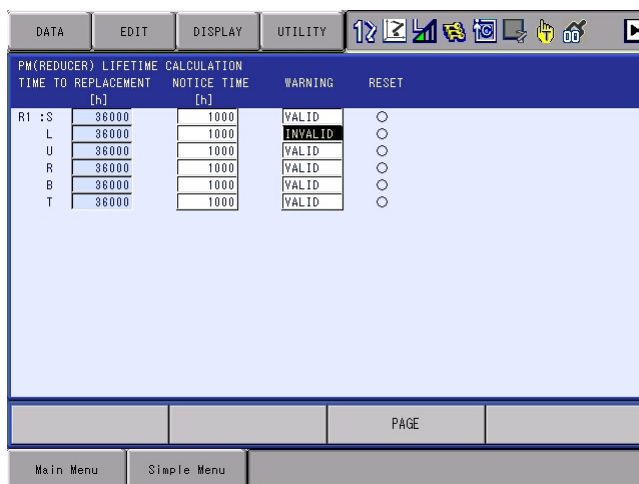 DATA EDIT DISPLAY UTILITY
PM(REDUCER) LIFETIME CALCULATION
TIME TO REPLACEMENT NOTICE TIME WARNING RESET
[h] [h]
R1 :S 36000 1000 VALID
L 36000 1000 INVALID
U 36000 1000 VALID
R 36000 1000 VALID
B 36000 1000 VALID
T 36000 1000 VALID
PAGE
Main Menu Simple Menu